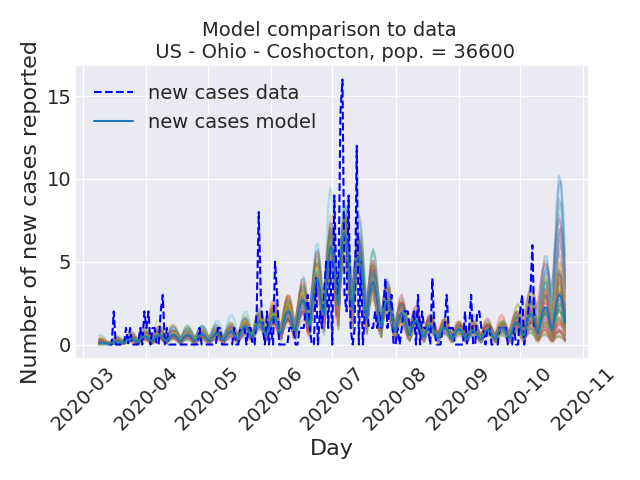 Model comparison to data
US - Ohio - Coshocton, pop. = 36600
new cases data
new cases model
Number of new cases reported
15
10
5
0
2020-03
2020-04
2020-05
2020-06
2020-07
2020-08
2020-09
2020-10
2020-11
Day